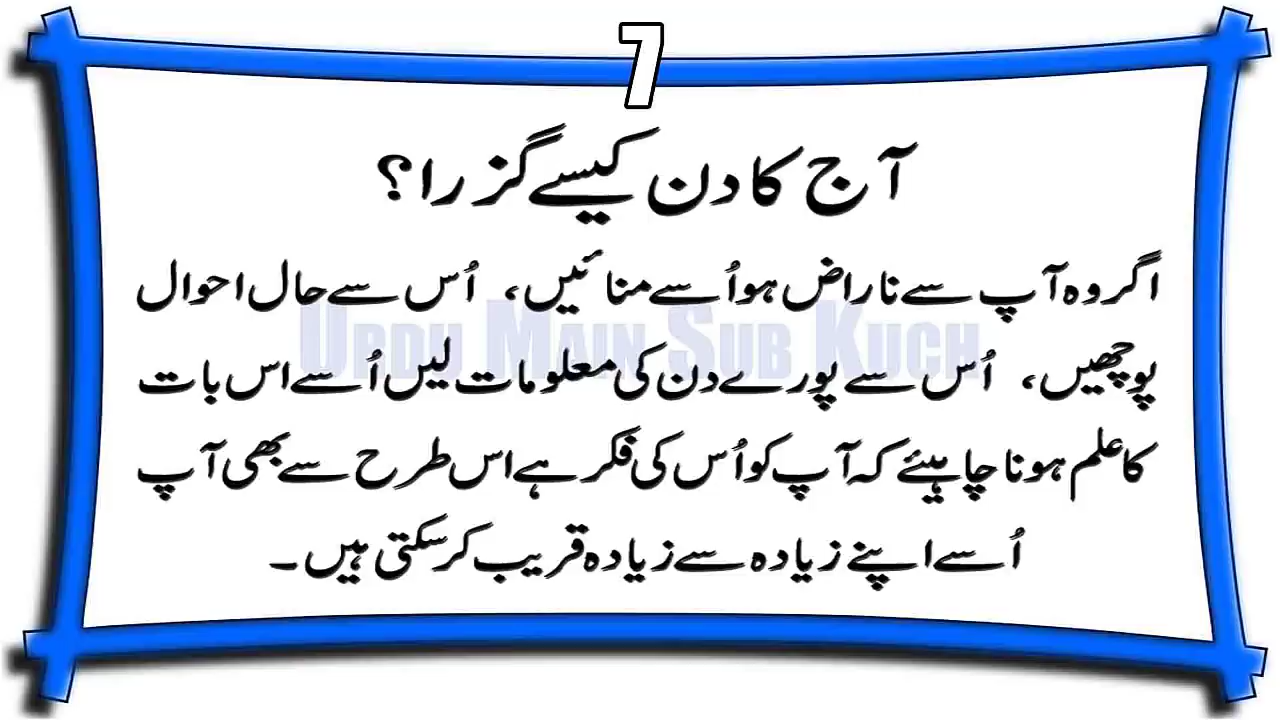 7
آج کا دن کیسے گزرا؟
اگر وہ آپ سے ناراض ہو اُسے منائیں، اُس سے حال احوال
Urdu Main Sub Kuch
پوچھیں، اُس سے پورے دن کی معلومات لیں اُسے اس بات
کا علم ہونا چاہیئے کہ آپ کو اُس کی فکر ہے اس طرح سے بھی آپ
اُسے اپنے زیادہ سے زیادہ قریب کر سکتی ہیں۔